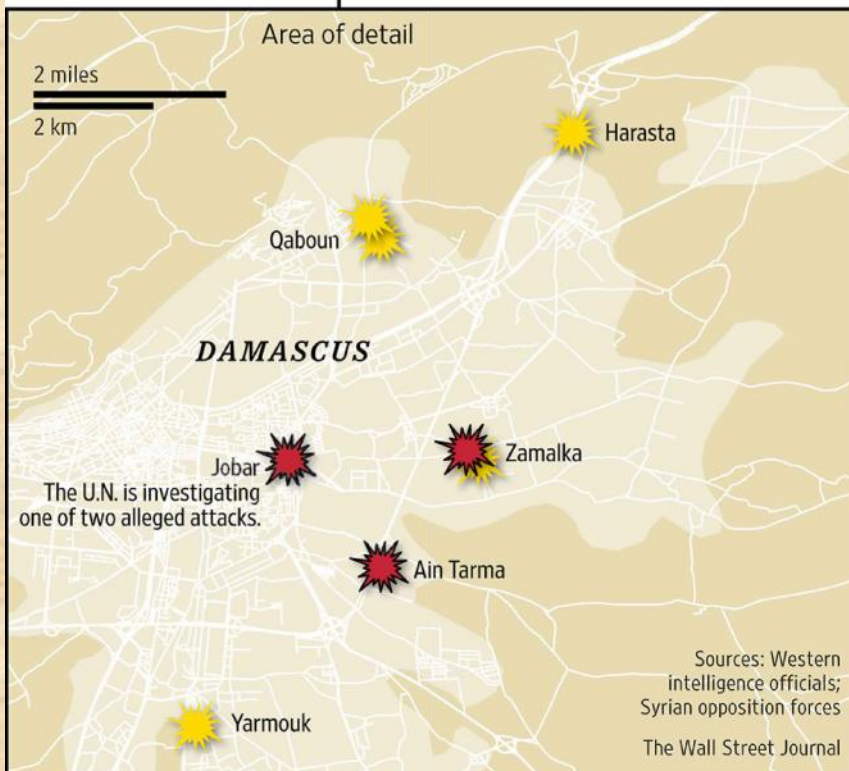 Area of detail
2 miles
2 km
Harasta
Qaboun
DAMASCUS
Jobar
The U.N. is investigating
one of two alleged attacks.
Zamalka
Ain Tarma
Yarmouk
Sources: Western
intelligence officials;
Syrian opposition forces
The Wall Street Journal